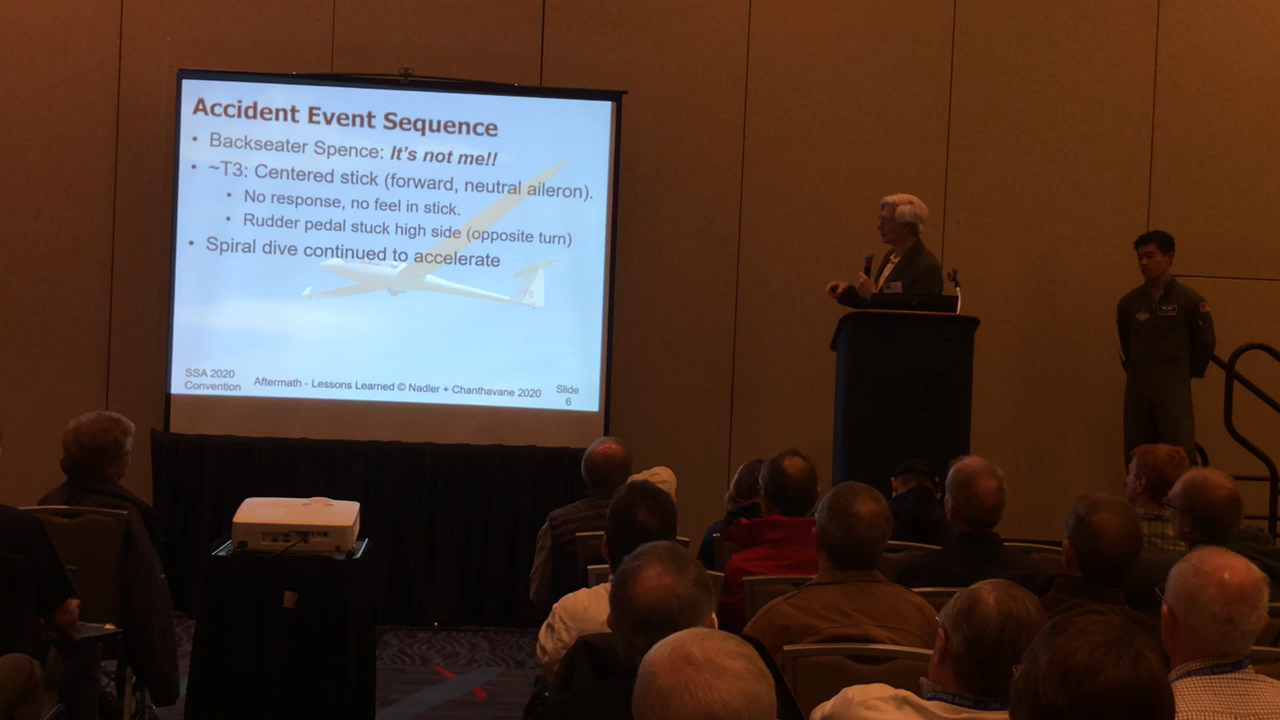 Accident Event Sequence
• Backseater Spence: It's not me!!
• ~T3: Centered stick (forward, neutral aileron).
• No response, no feel in stick.
• Rudder pedal stuck high side (opposite turn)
• Spiral dive continued to accelerate
SSA 2020
Convention
Aftermath - Lessons Learned © Nadler + Chanthavane 2020
Slide
6